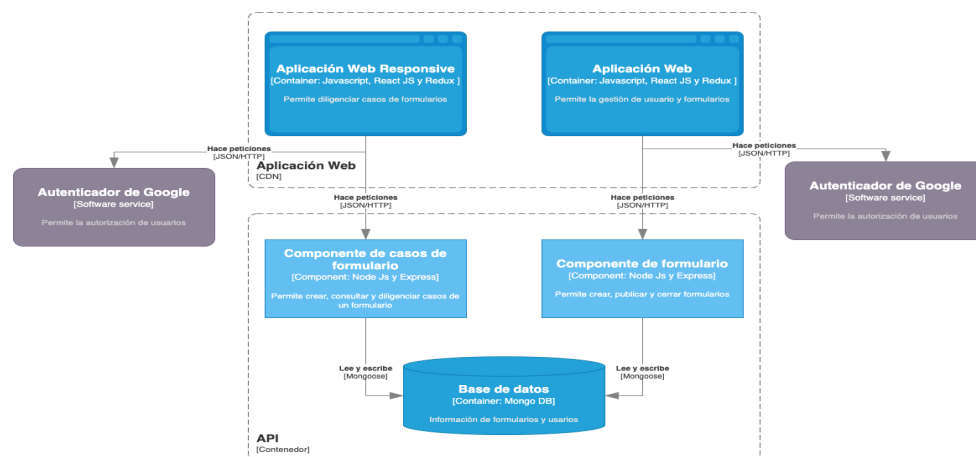 Aplicación Web Responsive
[Container: Javascript, React JS y Redux ]
Permite diligenciar casos de formularios
Aplicación Web
[Container: Javascript, React JS y Redux ]
Permite la gestión de usuario y formularios
Hace peticiones
[JSON/HTTP]
Hace peticiones
[JSON/HTTP]
Aplicación Web
[CDN]
Autenticador de Google
[Software service]
Permite la autorización de usuarios
Autenticador de Google
[Software service]
Permite la autorización de usuarios
Hace peticiones
[JSON/HTTP]
Hace peticiones
[JSON/HTTP]
Componente de casos de
formulario
[Component: Node Js y Express]
Permite crear, consultar y diligenciar casos de
un formulario
Componente de formulario
[Component: Node Js y Express]
Permite crear, publicar y cerrar formularios
Lee y escribe
[Mongoose]
Lee y escribe
[Mongoose]
Base de datos
[Container: Mongo DB]
Información de formularios y usarios
API
[Contenedor]